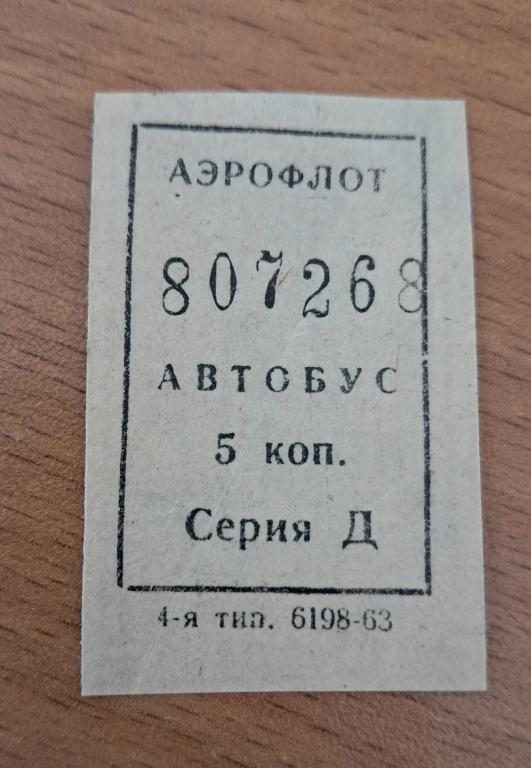 АЭРОФЛОТ
807268
АВТОБУС
5 коп.
Серия Д
4-я тип. 6198-63